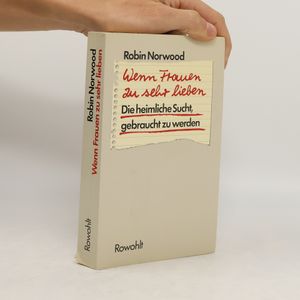 Robin Norwood
Wenn Frauen
zu sehr lieben
Die heimliche Sucht,
gebraucht zu werden
Rowohlt
Robin Norwood
Wenn Frauen zu sehr lieben
Rowohlt